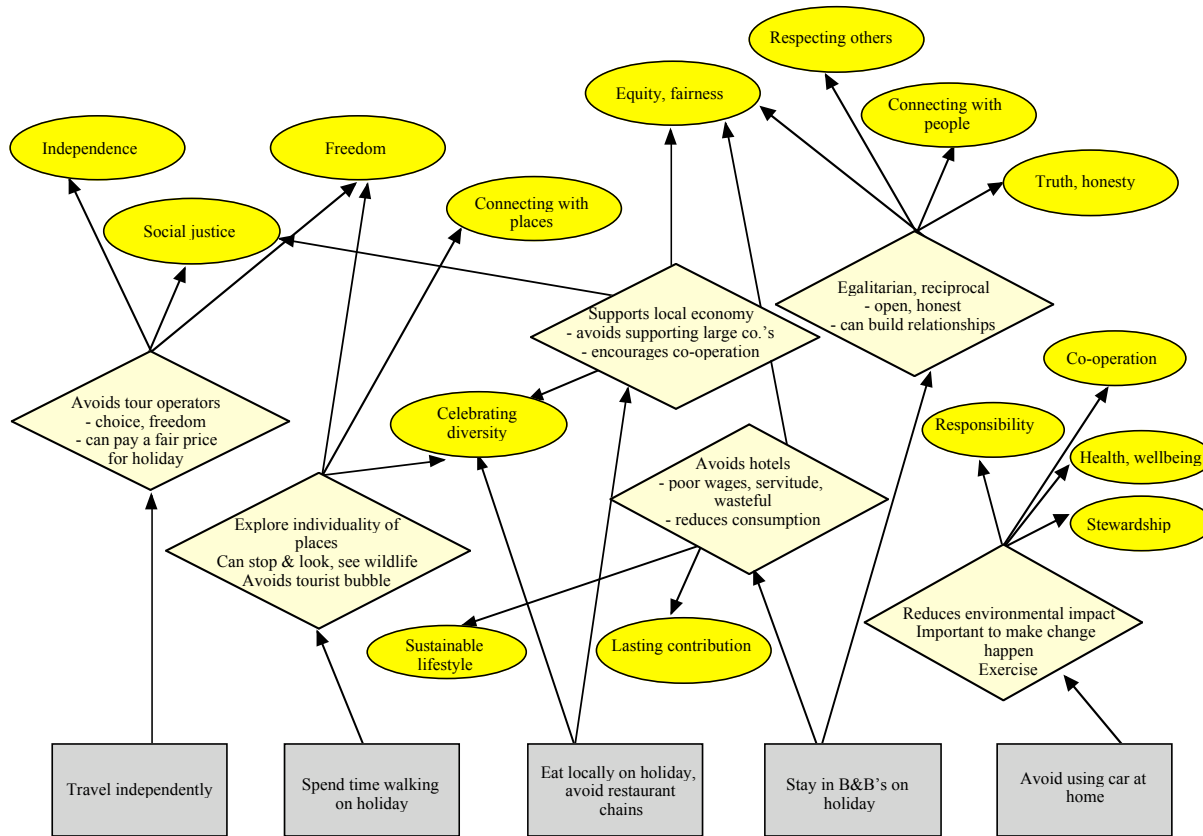 Respecting others
Equity, fairness
Connecting with
people
Independence
Freedom
Truth, honesty
Connecting with
places
Social justice
Egalitarian, reciprocal
- open, honest
- can build relationships
Supports local economy
- avoids supporting large co.'s
- encourages co-operation
Co-operation
Avoids tour operators
- choice, freedom
- can pay a fair price
for holiday
Celebrating
diversity
Responsibility
Health, wellbeing
Avoids hotels
- poor wages, servitude,
wasteful
- reduces consumption
Stewardship
Explore individuality of
places
Can stop & look, see wildlife
Avoids tourist bubble
Reduces environmental impact
Important to make change
happen
Exercise
Sustainable
lifestyle
Lasting contribution
Travel independently
Spend time walking
on holiday
Eat locally on holiday,
avoid restaurant
chains
Stay in B&B's on
holiday
Avoid using car at
home